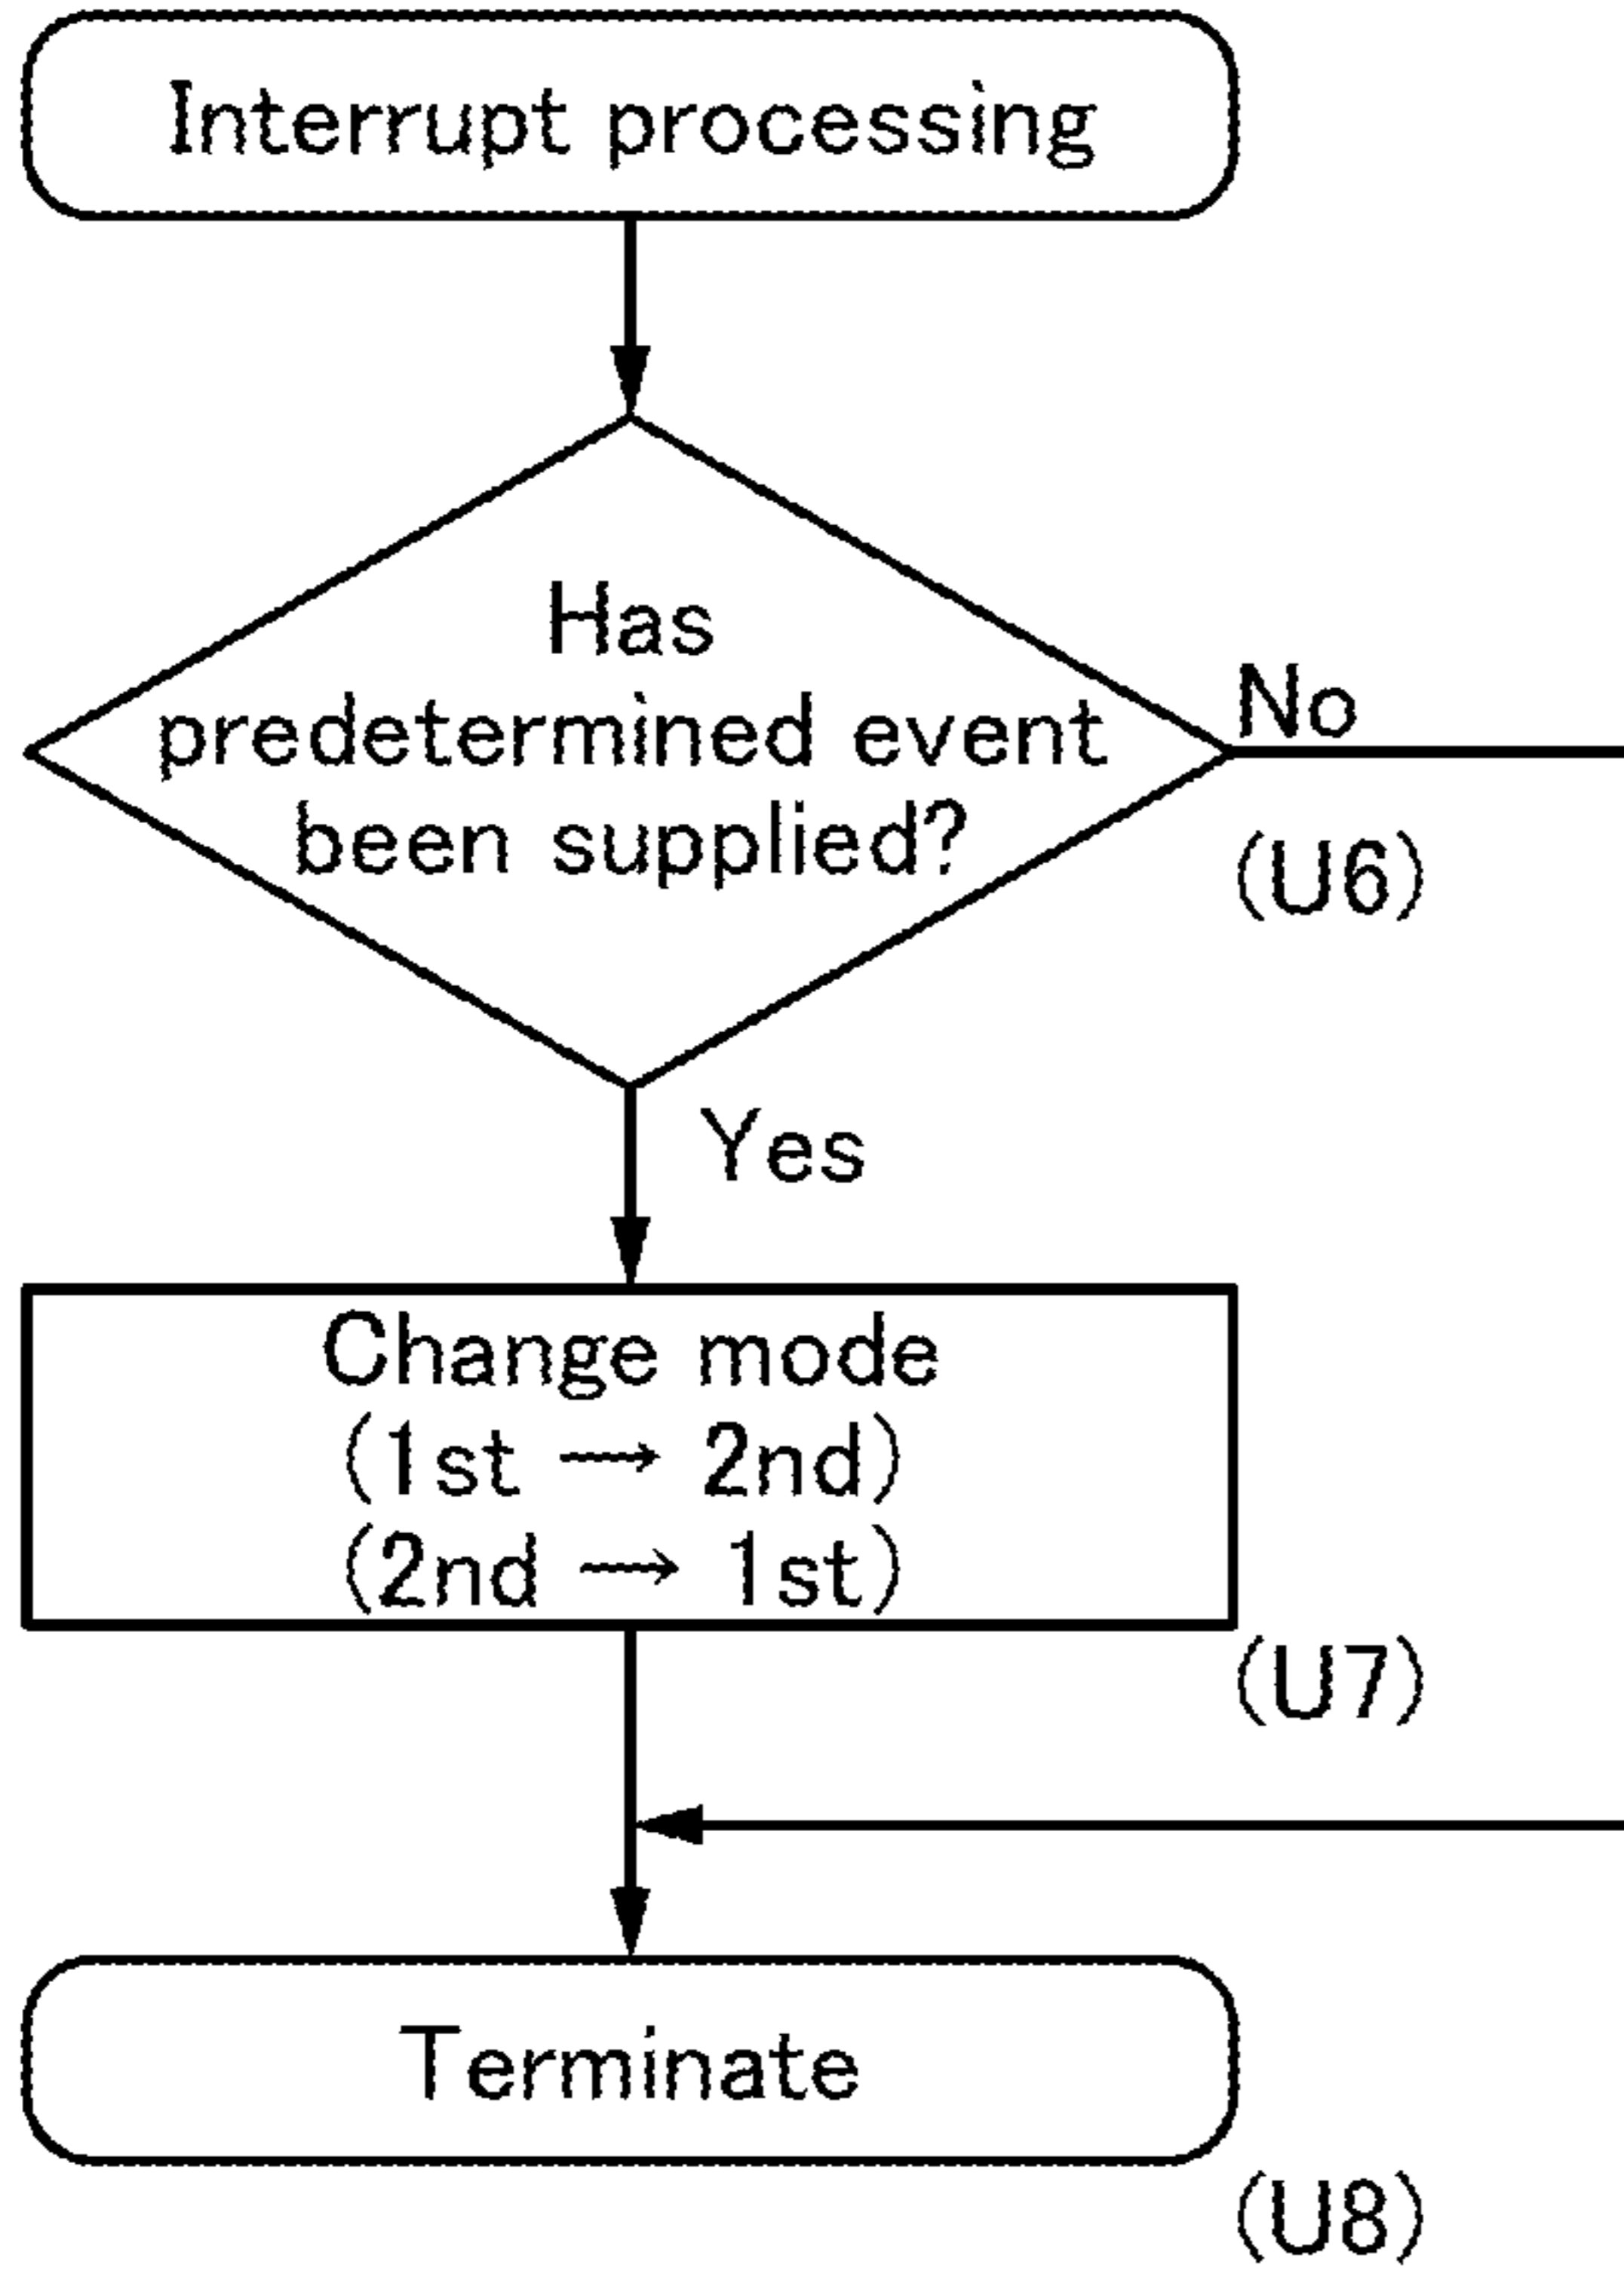 Interrupt processing
Has
predetermined event
been supplied?
No
(U6)
Yes
Change mode
(1st → 2nd)
(2nd → 1st)
(U7)
Terminate
(U8)